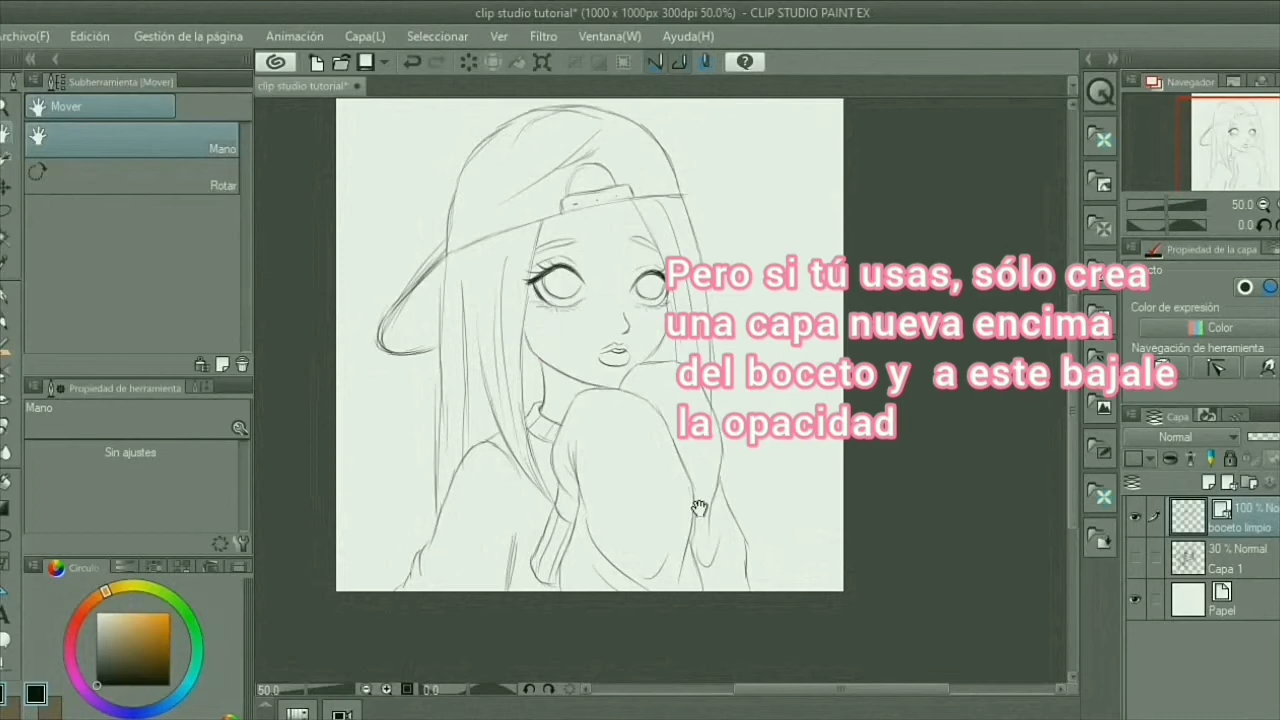 clip studio tutorial* (1000 x 1000px 300dpi 50.0%) - CLIP STUDIO PAINT EX
Archivo(F) Edición Gestión de la página Animación Capa(L) Seleccionar Ver Filtro Ventana(W) Ayuda(H)
Subherramienta [Mover]
clip studio tutorial*
Navegador
Mover
Mano
Rotar
50.0
0.0
Propiedad de la capa
Pero si tú usas, sólo crea
una capa nueva encima
del boceto y a este bajale
la opacidad
Color de expresión
Color
Navegación de herramienta
Propiedad de herramienta
Mano
Sin ajustes
Capa
Normal
100 % No
boceto limpio
30 % Normal
Capa 1
Papel
Círculo
50.0
0.0